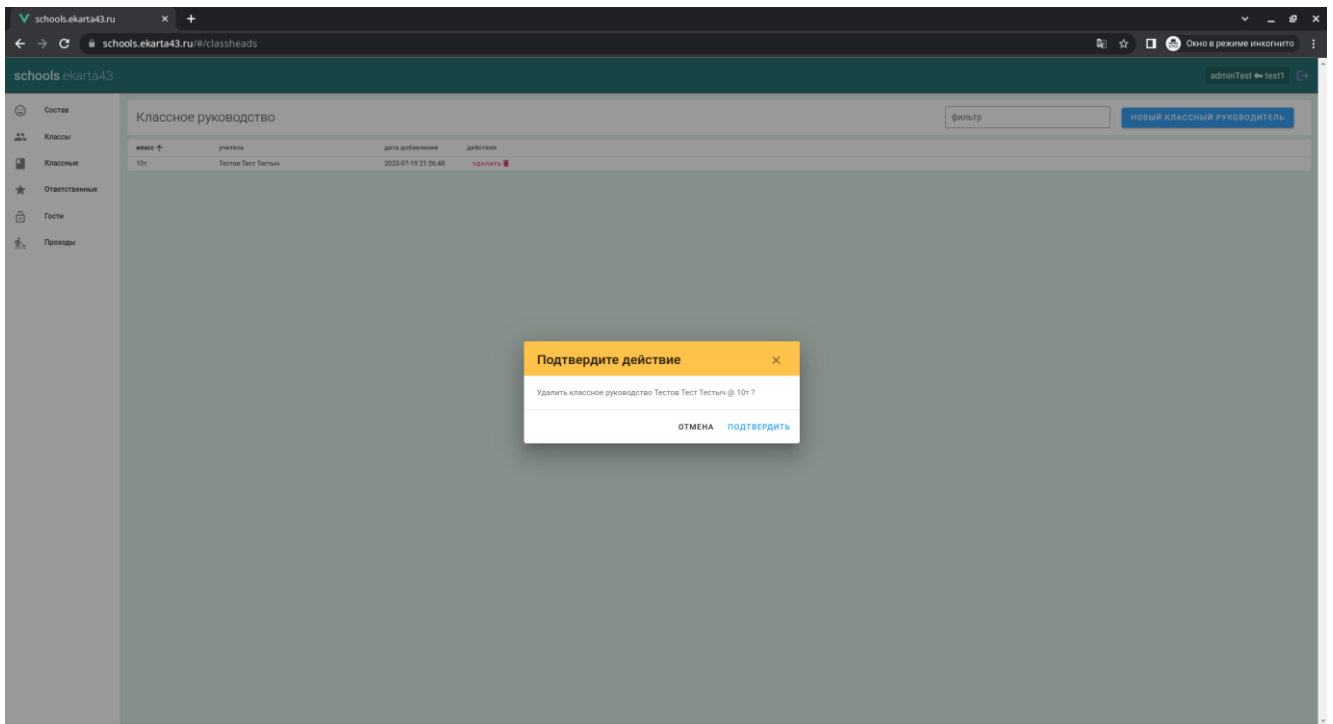 schools.ekarta43.ru
schools.ekarta43.ru/#/classheads
Окно в режиме инкогнито
schools.ekarta43
adminTest test1
Состав
Классы
Классные
Ответственные
Гости
Проходы
Классное руководство
фильтр
НОВЫЙ КЛАССНЫЙ РУКОВОДИТЕЛЬ
класс учитель дата добавления действия
10т Тестов Тест Тестыч 2023-07-19 21:56:48 УДАЛИТЬ
Подтвердите действие
Удалить классное руководство Тестов Тест Тестыч @ 10т ?
ОТМЕНА ПОДТВЕРДИТЬ